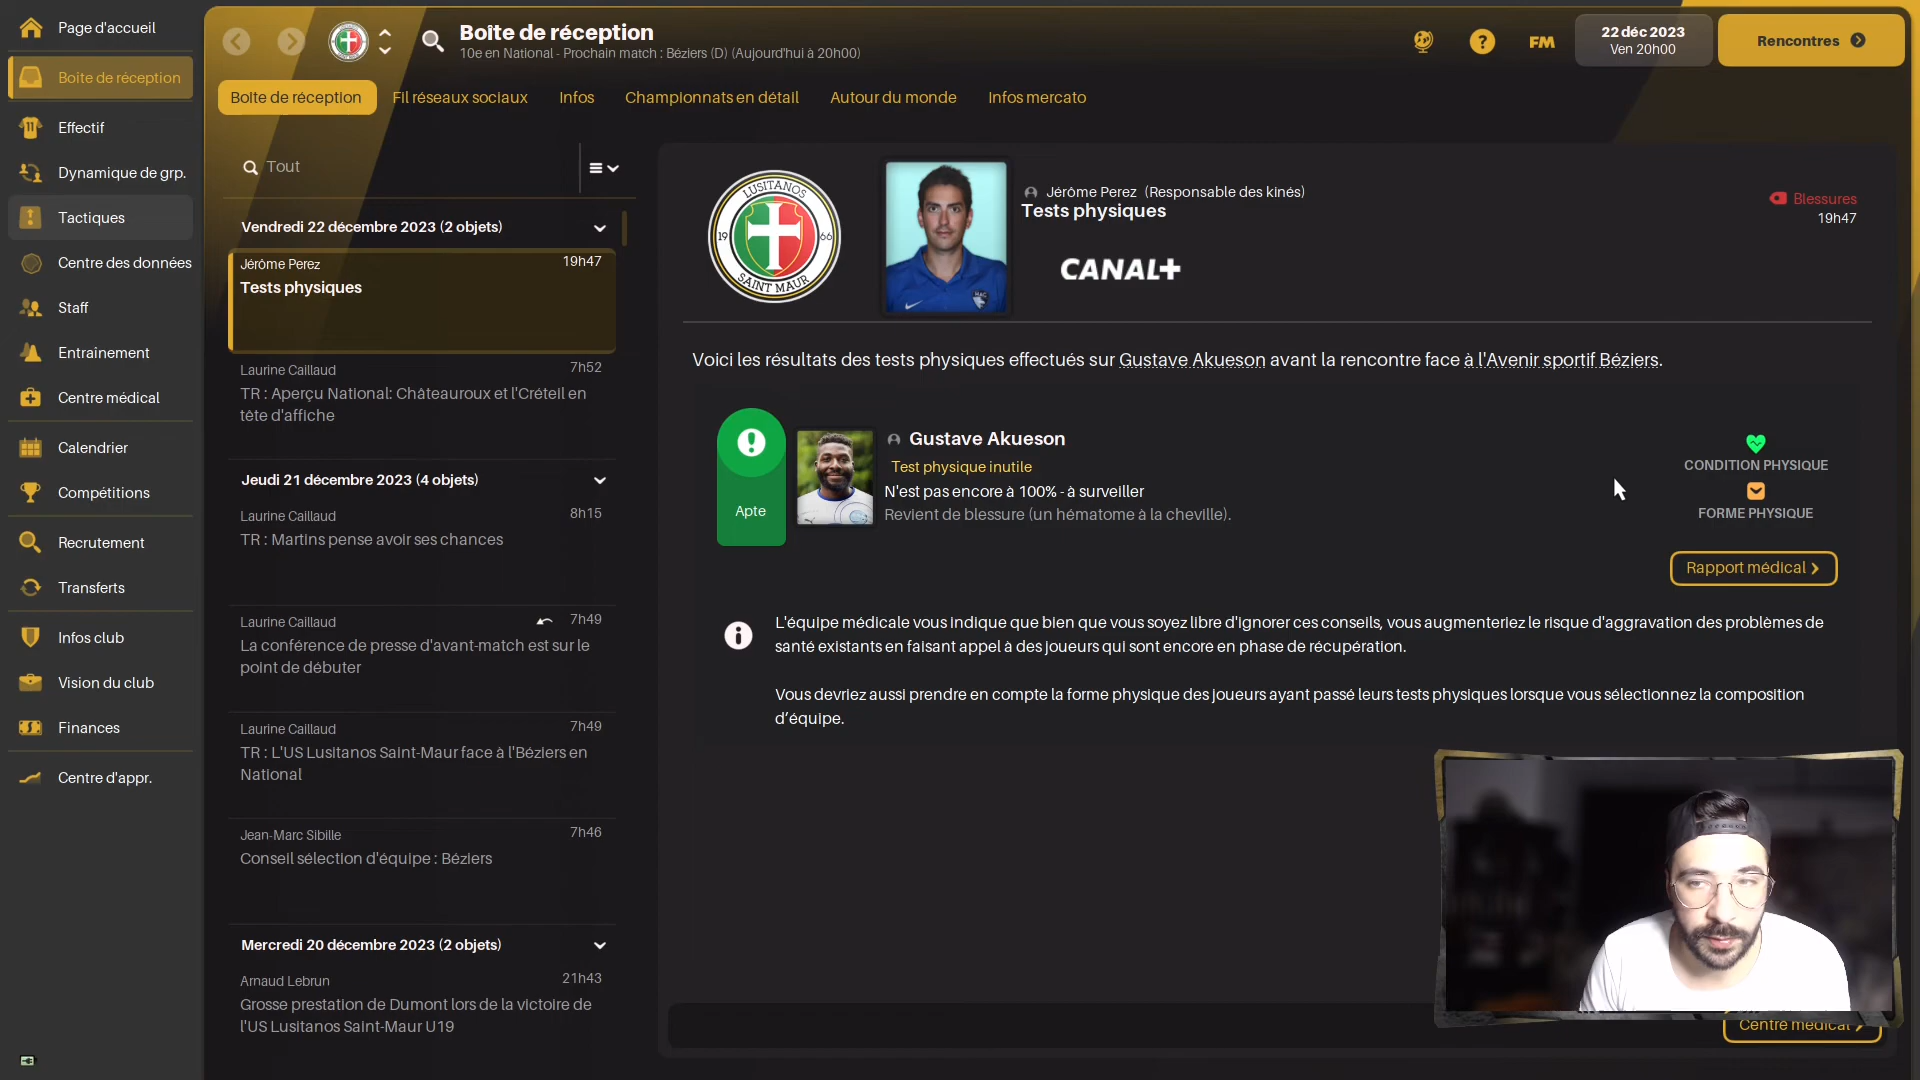 Page d'accueil
Boîte de réception
Effectif
Dynamique de grp.
Tactiques
Centre des données
Staff
Entrainement
Centre médical
Calendrier
Compétitions
Recrutement
Transferts
Infos club
Vision du club
Finances
Centre d'appr.
Boîte de réception
10e en National - Prochain match : Béziers (D) (Aujourd'hui à 20h00)
FM
22 déc 2023
Ven 20h00
Rencontres
Boîte de réception
Fil réseaux sociaux
Infos
Championnats en détail
Autour du monde
Infos mercato
Tout
Vendredi 22 décembre 2023 (2 objets)
Jérôme Perez
19h47
Tests physiques
Laurine Caillaud
7h52
TR : Aperçu National: Châteauroux et l'Créteil en
tête d'affiche
Jeudi 21 décembre 2023 (4 objets)
Laurine Caillaud
8h15
TR : Martins pense avoir ses chances
Laurine Caillaud
7h49
La conférence de presse d'avant-match est sur le
point de débuter
Laurine Caillaud
7h49
TR : L'US Lusitanos Saint-Maur face à l'Béziers en
National
Jean-Marc Sibille
7h46
Conseil sélection d'équipe : Béziers
Mercredi 20 décembre 2023 (2 objets)
Arnaud Lebrun
21h43
Grosse prestation de Dumont lors de la victoire de
l'US Lusitanos Saint-Maur U19
LUSITANOS
19 66
SAINT MAUR
Jérôme Perez (Responsable des kinés)
Tests physiques
CANAL+
Blessures
19h47
Voici les résultats des tests physiques effectués sur Gustave Akueson avant la rencontre face à l'Avenir sportif Béziers.
Apte
Gustave Akueson
Test physique inutile
N'est pas encore à 100% - à surveiller
Revient de blessure (un hématome à la cheville).
CONDITION PHYSIQUE
FORME PHYSIQUE
Rapport médical
L'équipe médicale vous indique que bien que vous soyez libre d'ignorer ces conseils, vous augmenteriez le risque d'aggravation des problèmes de
santé existants en faisant appel à des joueurs qui sont encore en phase de récupération.
Vous devriez aussi prendre en compte la forme physique des joueurs ayant passé leurs tests physiques lorsque vous sélectionnez la composition
d'équipe.
Centre médical